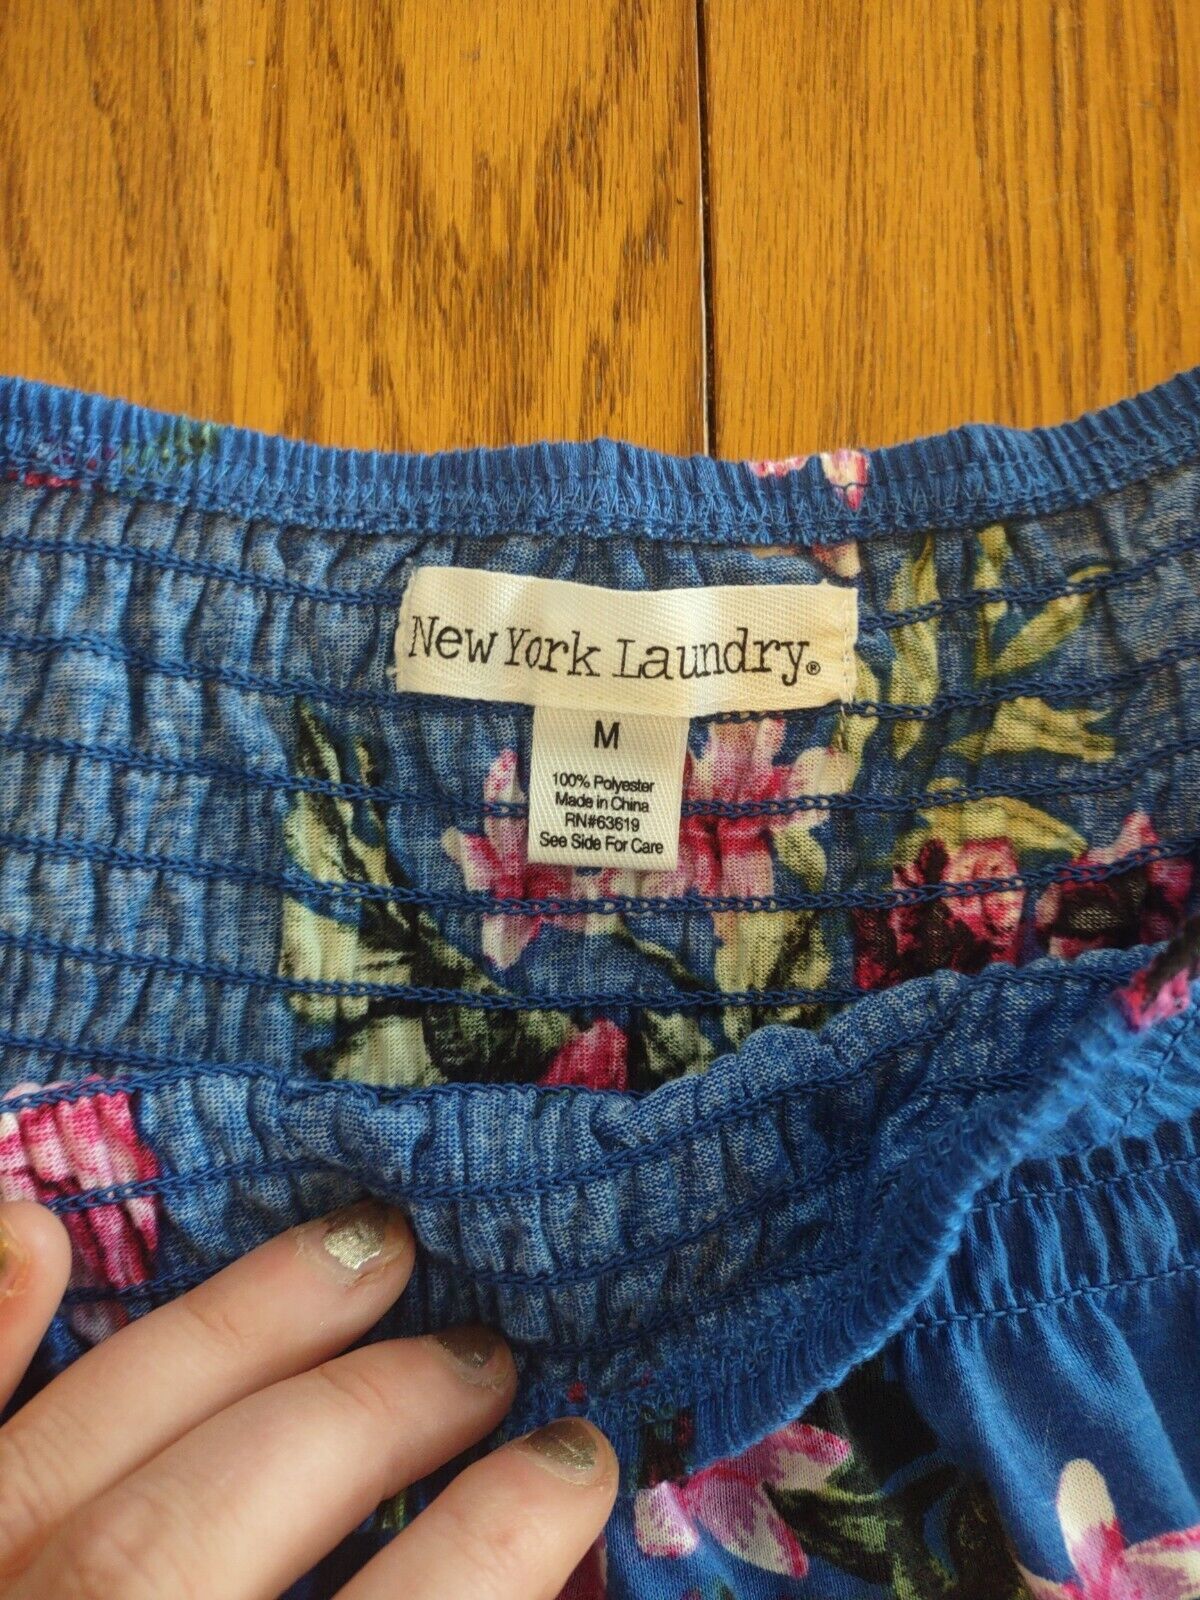 New York Laundry®
M
100% Polyester
Made in China
RN#63619
See Side For Care